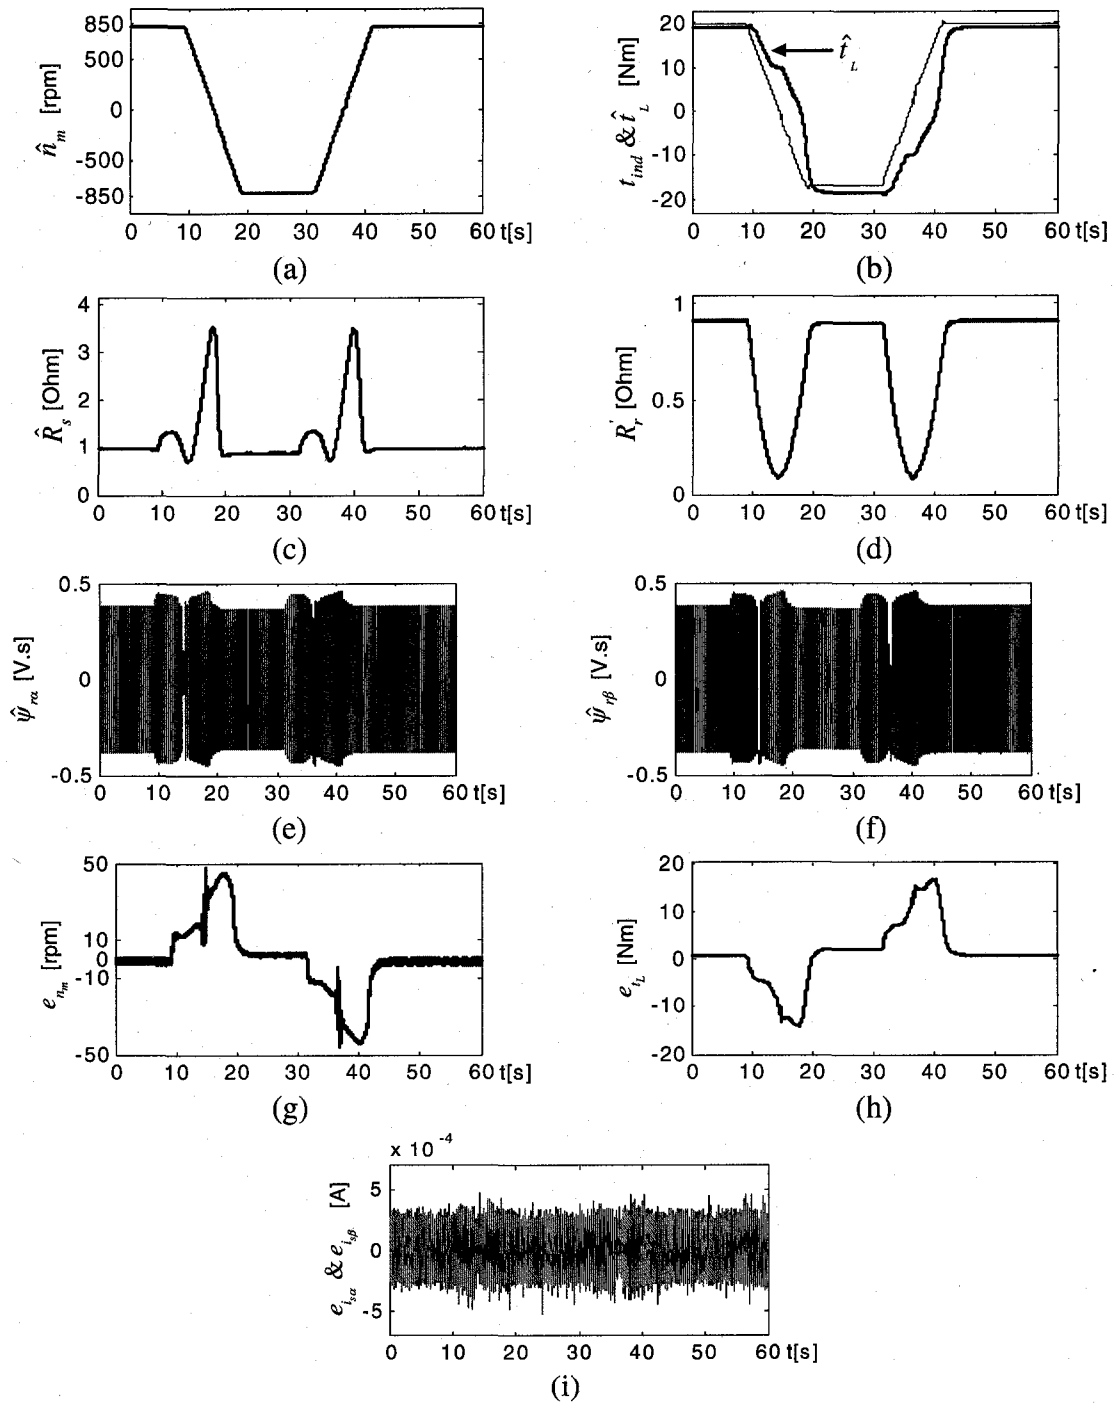 850
500
0
-500
-850
n̂m [rpm]
0 10 20 30 40 50 60 t[s]
(a)
20
10
0
-10
-20
tind & t̂L [Nm]
t̂L
0 10 20 30 40 50 60 t[s]
(b)
4
3
2
1
0
R̂s [Ohm]
0 10 20 30 40 50 60 t[s]
(c)
1
0.5
0
Rr' [Ohm]
0 10 20 30 40 50 60 t[s]
(d)
0.5
0
-0.5
ψ̂rα [V.s]
0 10 20 30 40 50 60 t[s]
(e)
0.5
0
-0.5
ψ̂rβ [V.s]
0 10 20 30 40 50 60 t[s]
(f)
50
10
0
-10
-50
enm [rpm]
0 10 20 30 40 50 60 t[s]
(g)
20
10
0
-10
-20
etL [Nm]
0 10 20 30 40 50 60 t[s]
(h)
x 10 -4
5
0
-5
eisα & eisβ [A]
0 10 20 30 40 50 60 t[s]
(i)